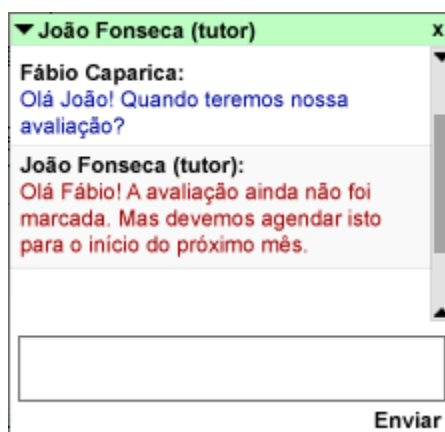 João Fonseca (tutor) x
Fábio Caparica:
Olá João! Quando teremos nossa
avaliação?
João Fonseca (tutor):
Olá Fábio! A avaliação ainda não foi
marcada. Mas devemos agendar isto
para o início do próximo mês.
Enviar